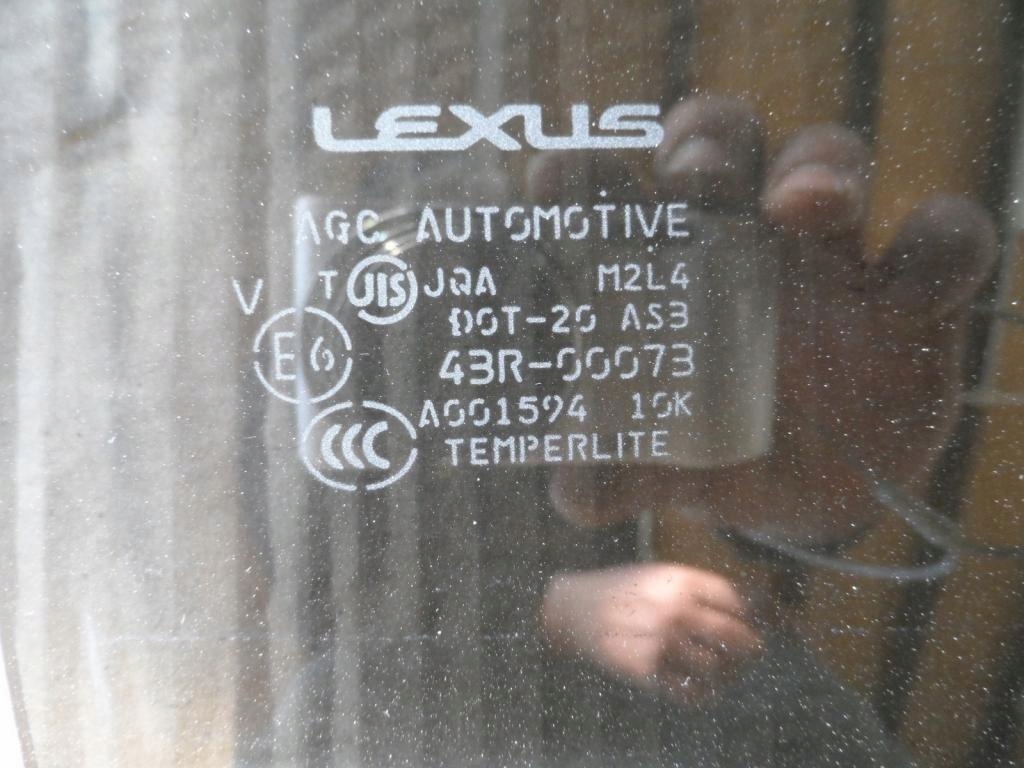 LEXUS
AGC AUTOMOTIVE
V T JIS JQA M2L4
DOT-20 AS3
E6 43R-00073
CCC A001594 10K
TEMPERLITE